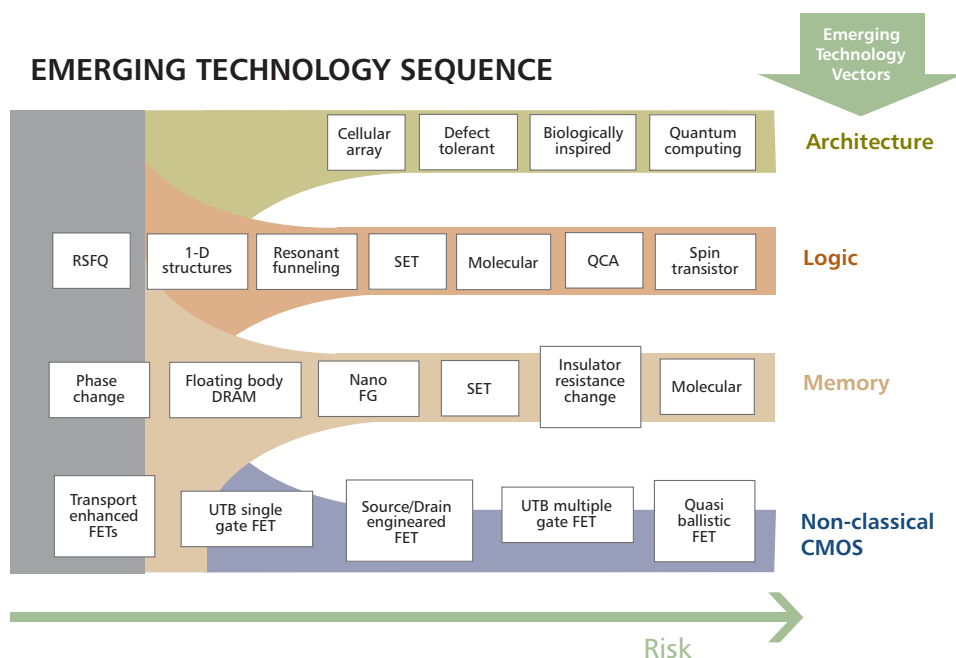 EMERGING TECHNOLOGY SEQUENCE
Emerging
Technology
Vectors
Cellular
array
Defect
tolerant
Biologically
inspired
Quantum
computing
Architecture
RSFQ
1-D
structures
Resonant
funneling
SET
Molecular
QCA
Spin
transistor
Logic
Phase
change
Floating body
DRAM
Nano
FG
SET
Insulator
resistance
change
Molecular
Memory
Transport
enhanced
FETs
UTB single
gate FET
Source/Drain
engineared
FET
UTB multiple
gate FET
Quasi
ballistic
FET
Non-classical
CMOS
Risk